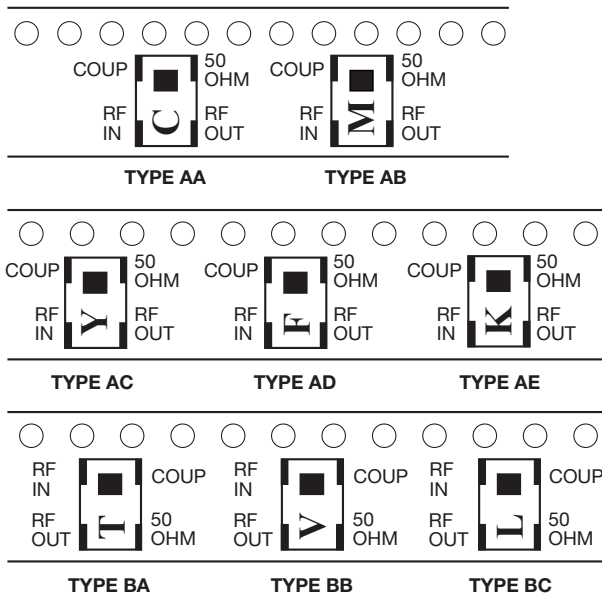 COUP 50 OHM COUP 50 OHM
RF IN C RF OUT RF IN M RF OUT
TYPE AA TYPE AB
COUP 50 OHM COUP 50 OHM COUP 50 OHM
RF IN Y RF OUT RF IN F RF OUT RF IN K RF OUT
TYPE AC TYPE AD TYPE AE
RF IN COUP RF IN COUP RF IN COUP
RF OUT T 50 OHM RF OUT V 50 OHM RF OUT L 50 OHM
TYPE BA TYPE BB TYPE BC